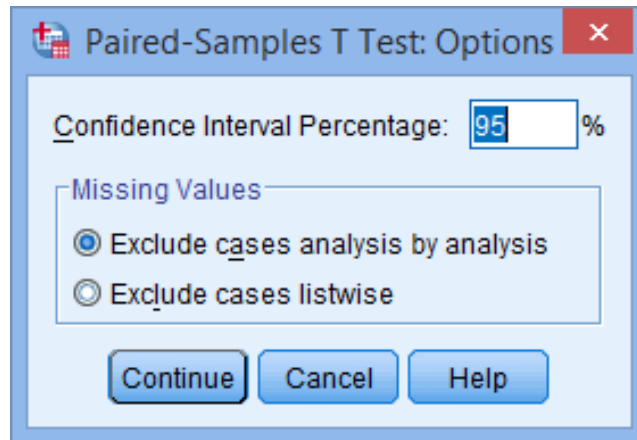 Paired-Samples T Test: Options
Confidence Interval Percentage: 95 %
Missing Values
Exclude cases analysis by analysis
Exclude cases listwise
Continue Cancel Help